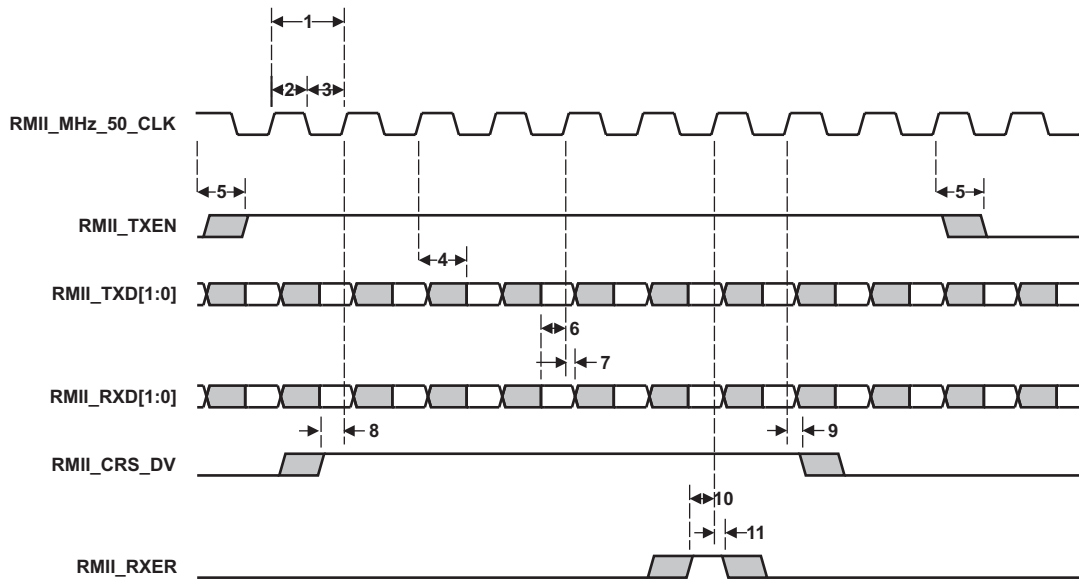 1
2 3
RMII_MHz_50_CLK
5 5
RMII_TXEN
4
RMII_TXD[1:0]
6
7
RMII_RXD[1:0]
8 9
RMII_CRS_DV
10
11
RMII_RXER